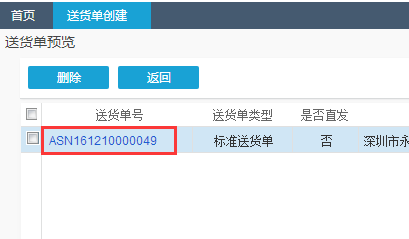 首页 送货单创建
送货单预览
删除 返回
送货单号 送货单类型 是否直发
ASN161210000049 标准送货单 否 深圳市永